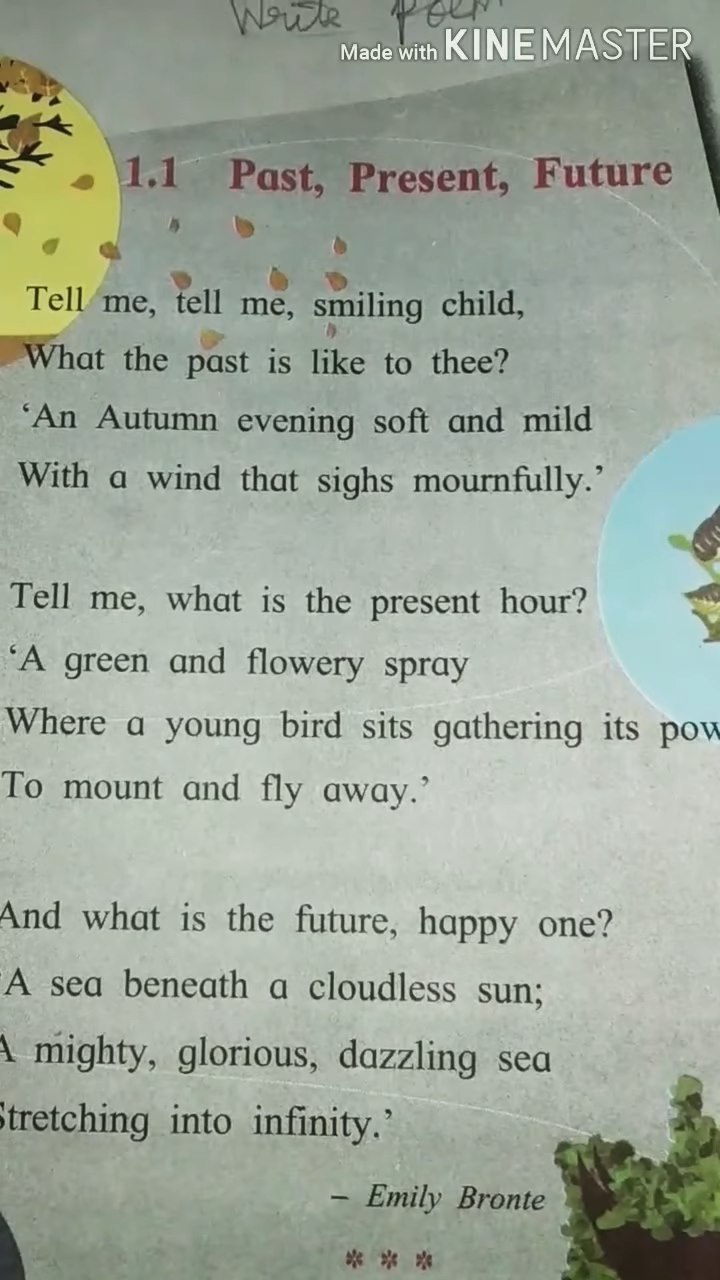 Write Poem
Made with KINEMASTER
1.1 Past, Present, Future
Tell me, tell me, smiling child,
What the past is like to thee?
‘An Autumn evening soft and mild
With a wind that sighs mournfully.’
Tell me, what is the present hour?
‘A green and flowery spray
Where a young bird sits gathering its pow
To mount and fly away.’
And what is the future, happy one?
‘A sea beneath a cloudless sun;
A mighty, glorious, dazzling sea
Stretching into infinity.’
– Emily Bronte
* * *